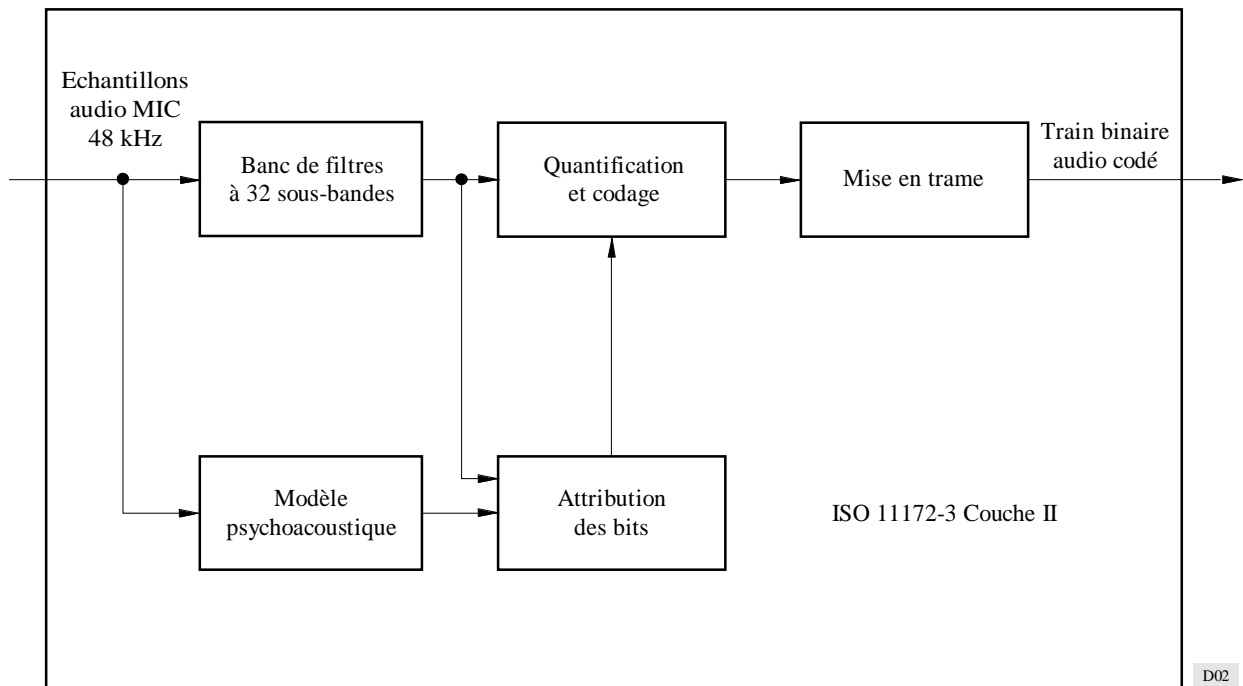 Echantillons
audio MIC
48 kHz
Banc de filtres
à 32 sous-bandes
Quantification
et codage
Mise en trame
Train binaire
audio codé
Modèle
psychoacoustique
Attribution
des bits
ISO 11172-3 Couche II
D02